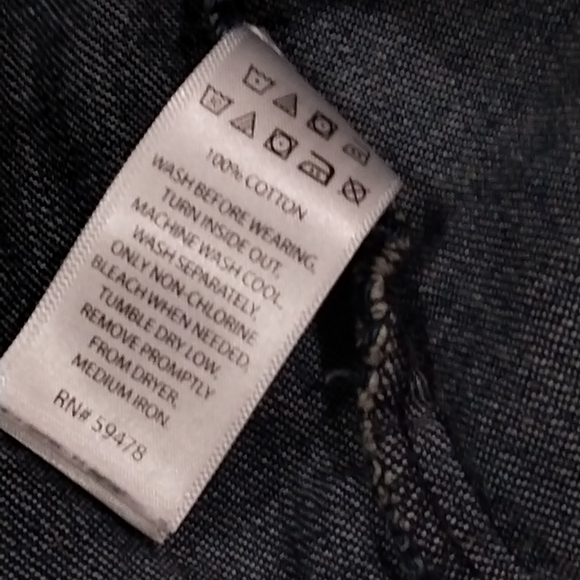 100% COTTON
WASH BEFORE WEARING,
TURN INSIDE OUT,
MACHINE WASH COOL.
WASH SEPARATELY.
ONLY NON-CHLORINE
BLEACH WHEN NEEDED.
TUMBLE DRY LOW.
REMOVE PROMPTLY
FROM DRYER.
MEDIUM IRON.
RN# 59478